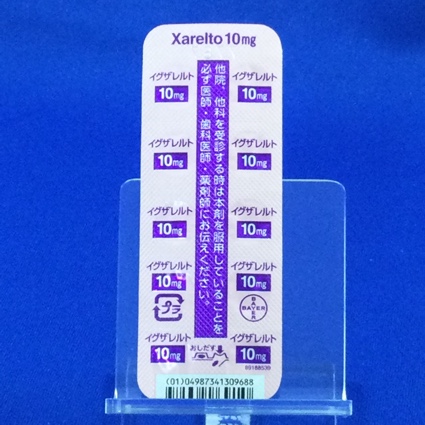 Xarelto 10mg
イグザレルト
10mg
イグザレルト
10mg
他院、他科を受診する時は本剤を服用していることを
必ず医師・歯科医師・薬剤師にお伝えください。
イグザレルト
10mg
イグザレルト
10mg
イグザレルト
10mg
イグザレルト
10mg
イグザレルト
10mg
イグザレルト
10mg
プラ
BAYER
BAYER
イグザレルト
10mg
おしだす
イグザレルト
10mg
(01)04987341309688